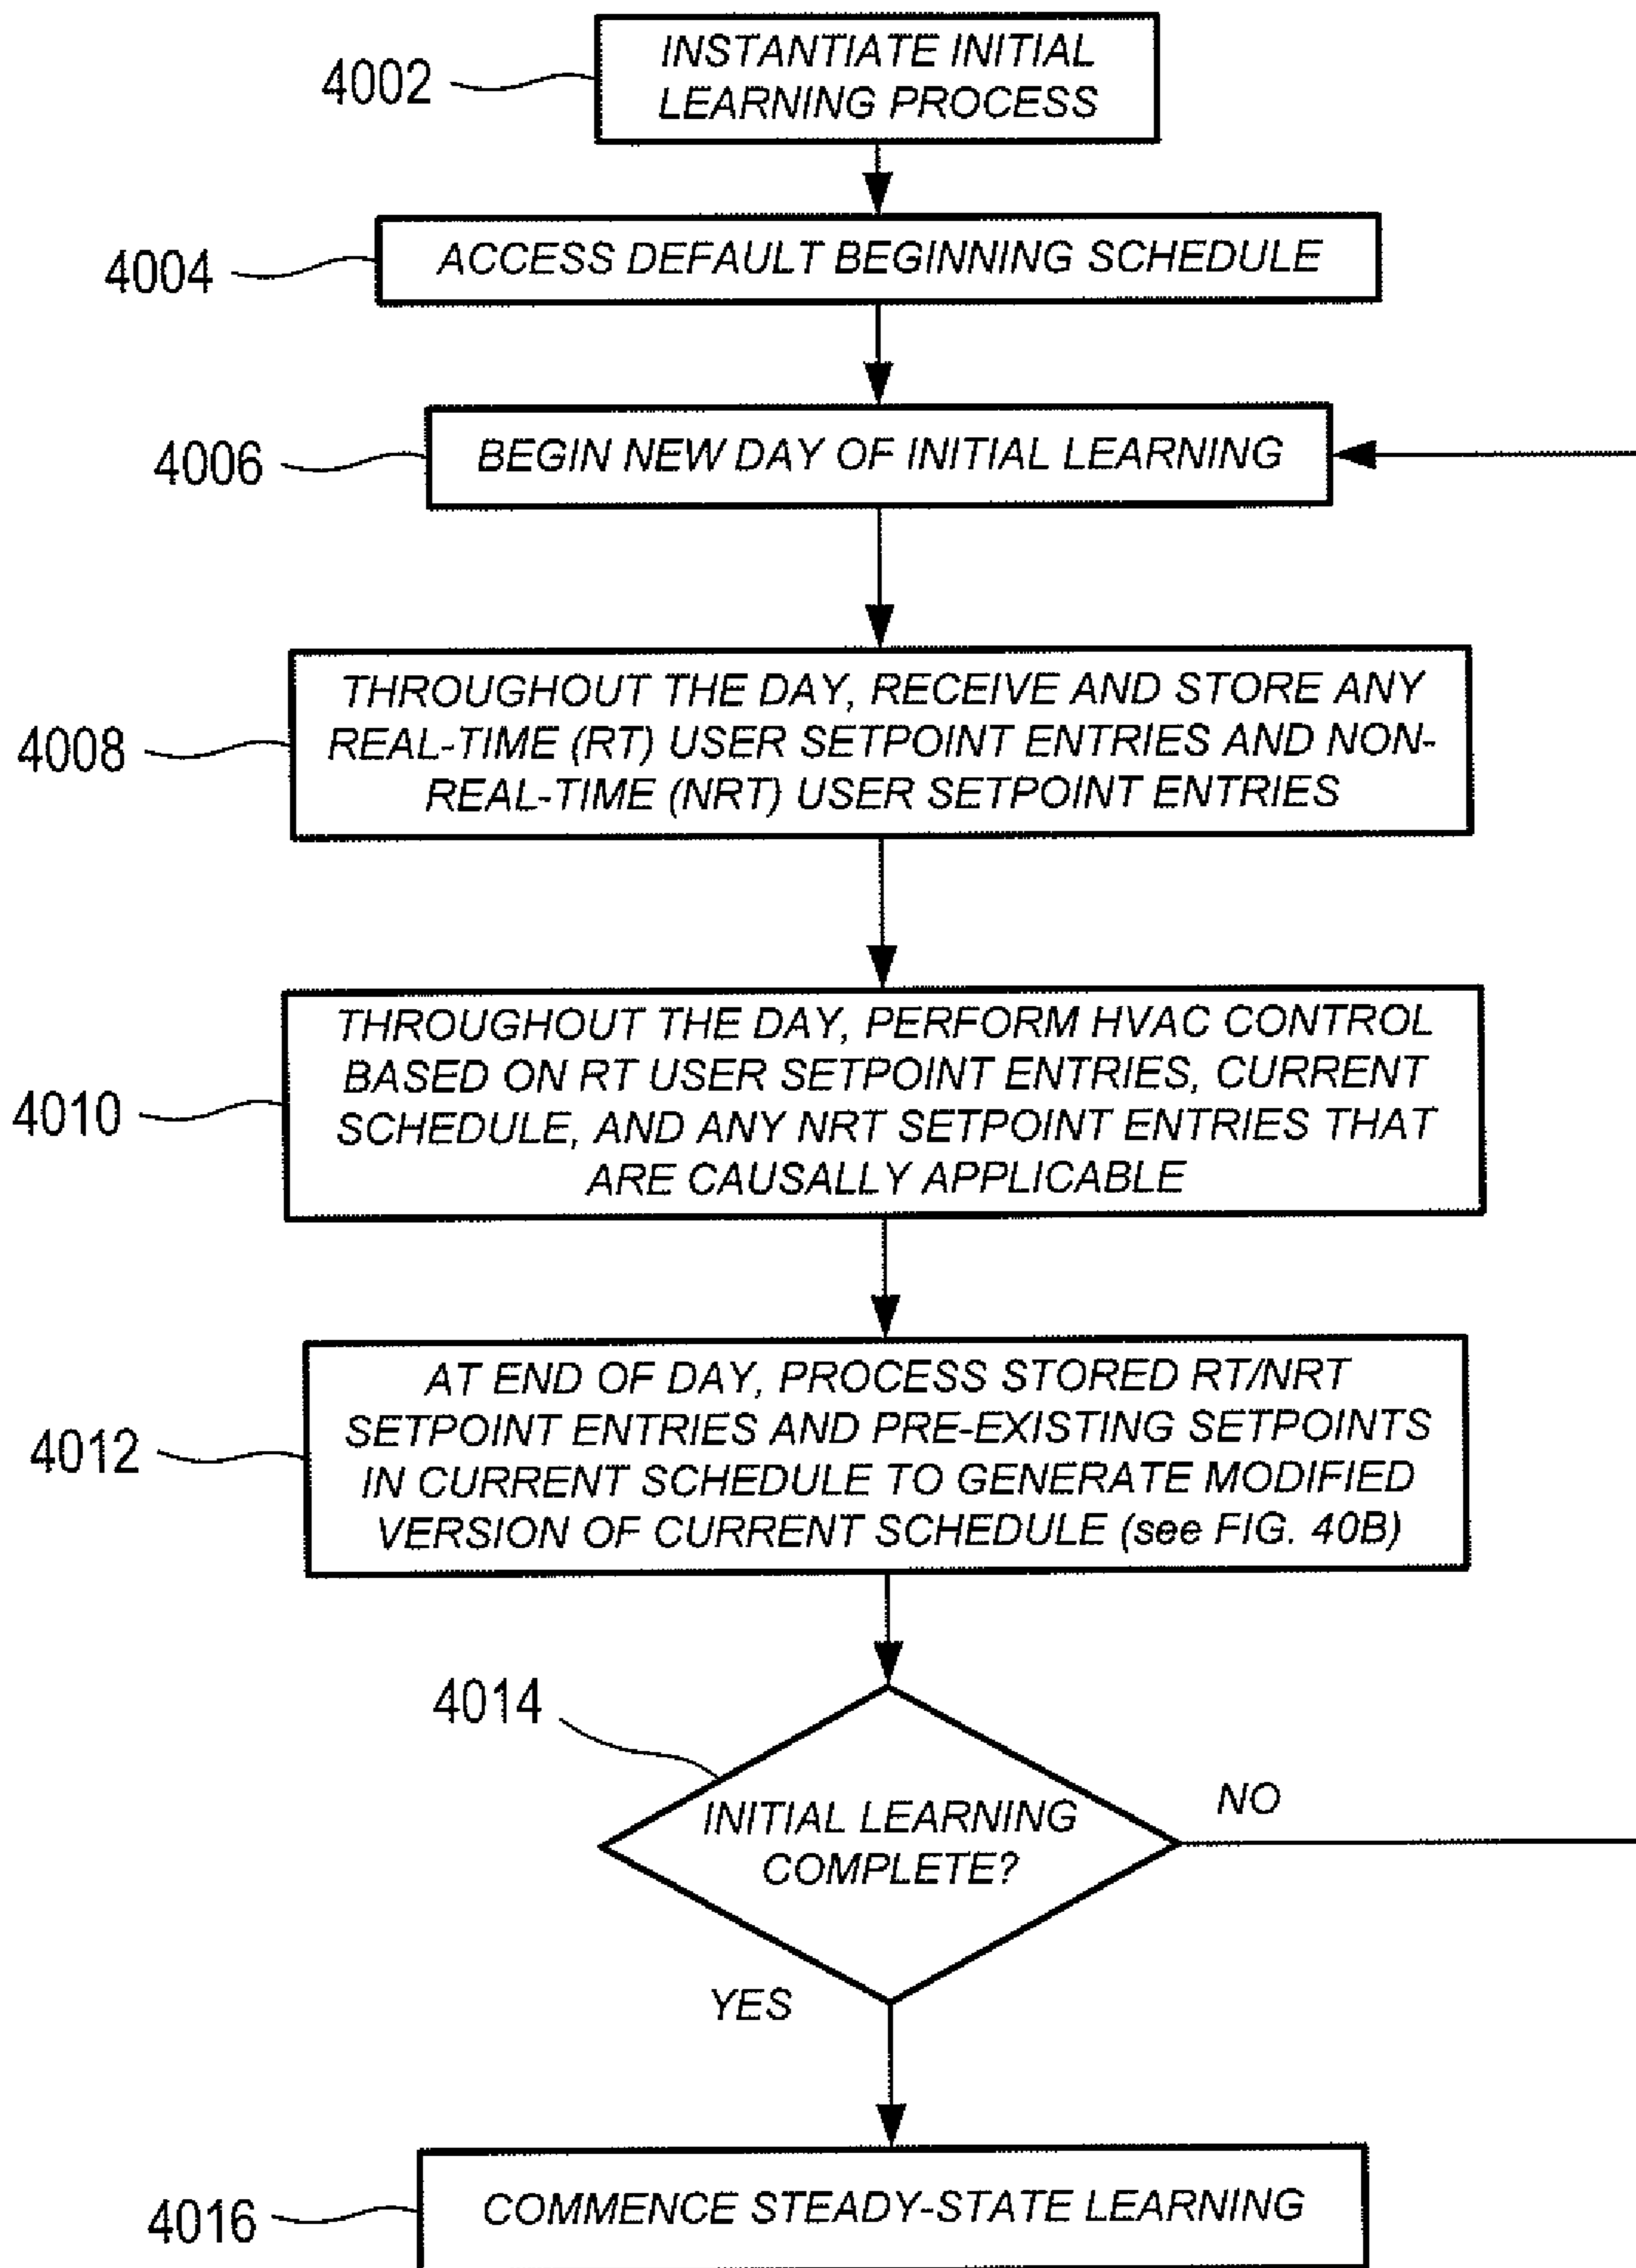 4002
INSTANTIATE INITIAL
LEARNING PROCESS
4004
ACCESS DEFAULT BEGINNING SCHEDULE
4006
BEGIN NEW DAY OF INITIAL LEARNING
4008
THROUGHOUT THE DAY, RECEIVE AND STORE ANY
REAL-TIME (RT) USER SETPOINT ENTRIES AND NON-
REAL-TIME (NRT) USER SETPOINT ENTRIES
4010
THROUGHOUT THE DAY, PERFORM HVAC CONTROL
BASED ON RT USER SETPOINT ENTRIES, CURRENT
SCHEDULE, AND ANY NRT SETPOINT ENTRIES THAT
ARE CAUSALLY APPLICABLE
4012
AT END OF DAY, PROCESS STORED RT/NRT
SETPOINT ENTRIES AND PRE-EXISTING SETPOINTS
IN CURRENT SCHEDULE TO GENERATE MODIFIED
VERSION OF CURRENT SCHEDULE (see FIG. 40B)
4014
INITIAL LEARNING
COMPLETE?
NO
YES
4016
COMMENCE STEADY-STATE LEARNING